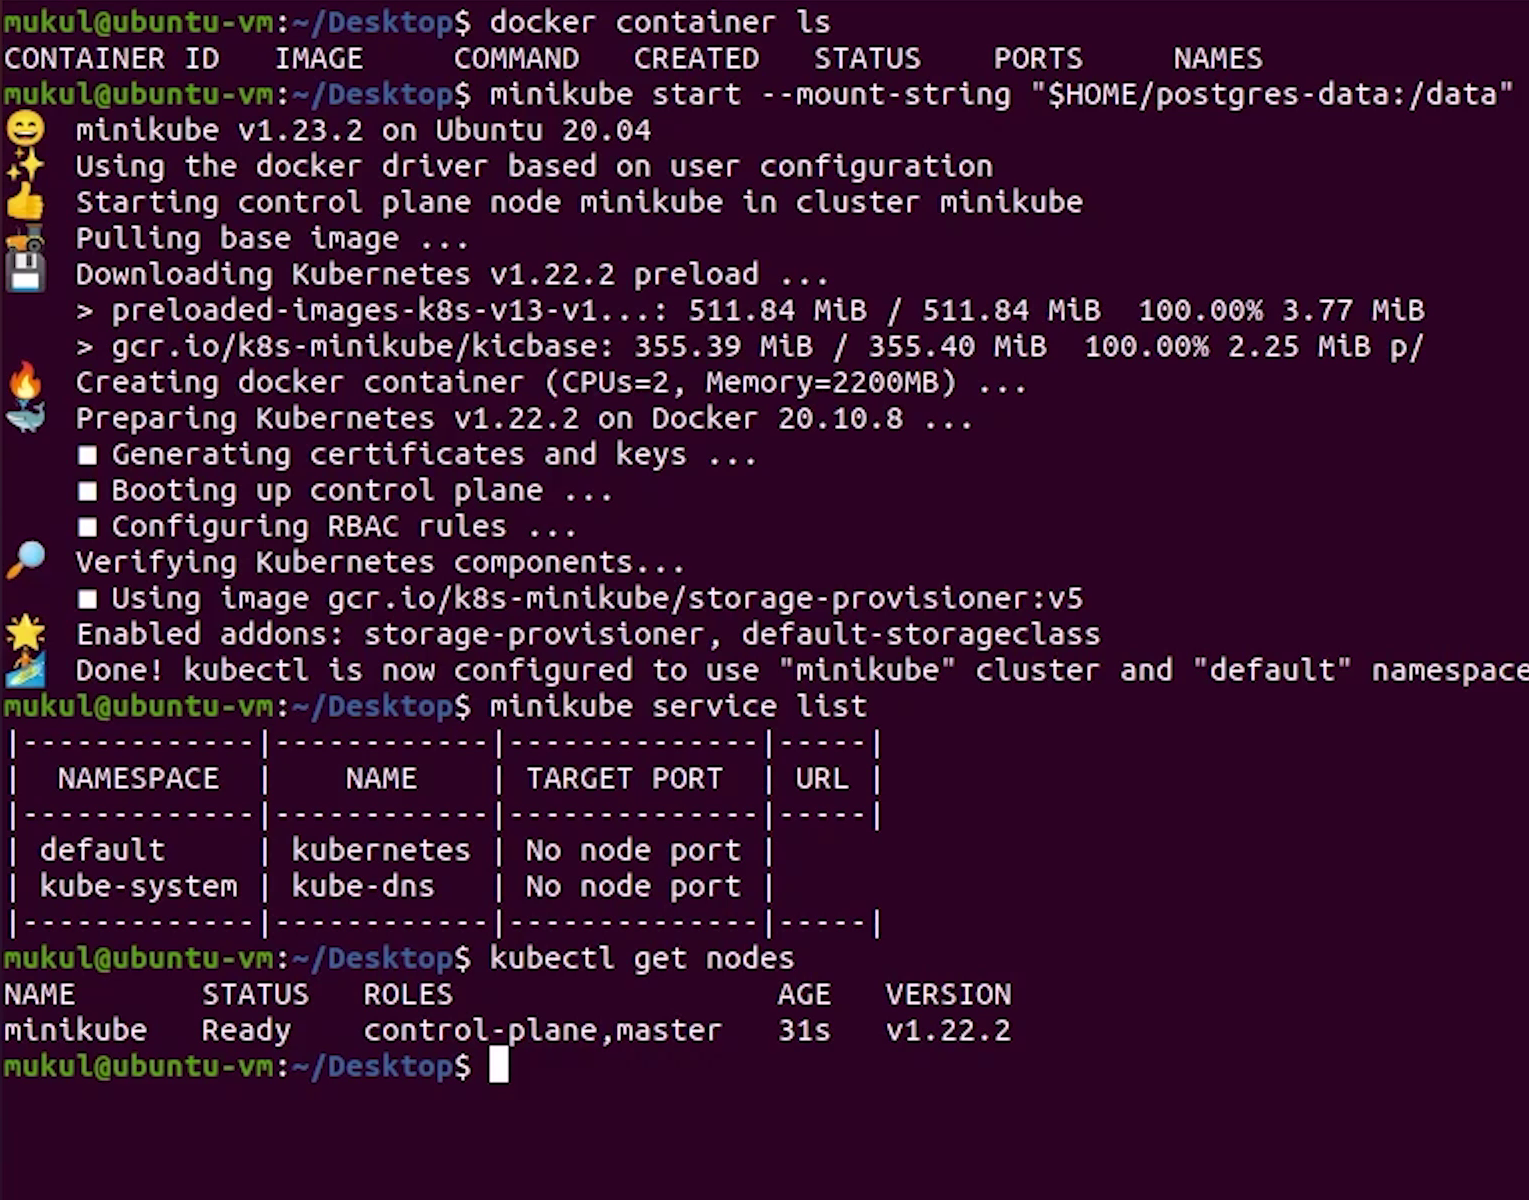 mukul@ubuntu-vm:~/Desktop$ docker container ls
CONTAINER ID   IMAGE     COMMAND   CREATED   STATUS    PORTS     NAMES
mukul@ubuntu-vm:~/Desktop$ minikube start --mount-string "$HOME/postgres-data:/data"
😄  minikube v1.23.2 on Ubuntu 20.04
✨  Using the docker driver based on user configuration
👍  Starting control plane node minikube in cluster minikube
🚜  Pulling base image ...
💾  Downloading Kubernetes v1.22.2 preload ...
    > preloaded-images-k8s-v13-v1...: 511.84 MiB / 511.84 MiB  100.00% 3.77 MiB
    > gcr.io/k8s-minikube/kicbase: 355.39 MiB / 355.40 MiB  100.00% 2.25 MiB p/
🔥  Creating docker container (CPUs=2, Memory=2200MB) ...
🐳  Preparing Kubernetes v1.22.2 on Docker 20.10.8 ...
    ■ Generating certificates and keys ...
    ■ Booting up control plane ...
    ■ Configuring RBAC rules ...
🔎  Verifying Kubernetes components...
    ■ Using image gcr.io/k8s-minikube/storage-provisioner:v5
🌟  Enabled addons: storage-provisioner, default-storageclass
🏄  Done! kubectl is now configured to use "minikube" cluster and "default" namespace
mukul@ubuntu-vm:~/Desktop$ minikube service list
|-------------|------------|--------------|-----|
|  NAMESPACE  |    NAME    | TARGET PORT  | URL |
|-------------|------------|--------------|-----|
| default     | kubernetes | No node port |
| kube-system | kube-dns   | No node port |
|-------------|------------|--------------|-----|
mukul@ubuntu-vm:~/Desktop$ kubectl get nodes
NAME       STATUS   ROLES                  AGE   VERSION
minikube   Ready    control-plane,master   31s   v1.22.2
mukul@ubuntu-vm:~/Desktop$